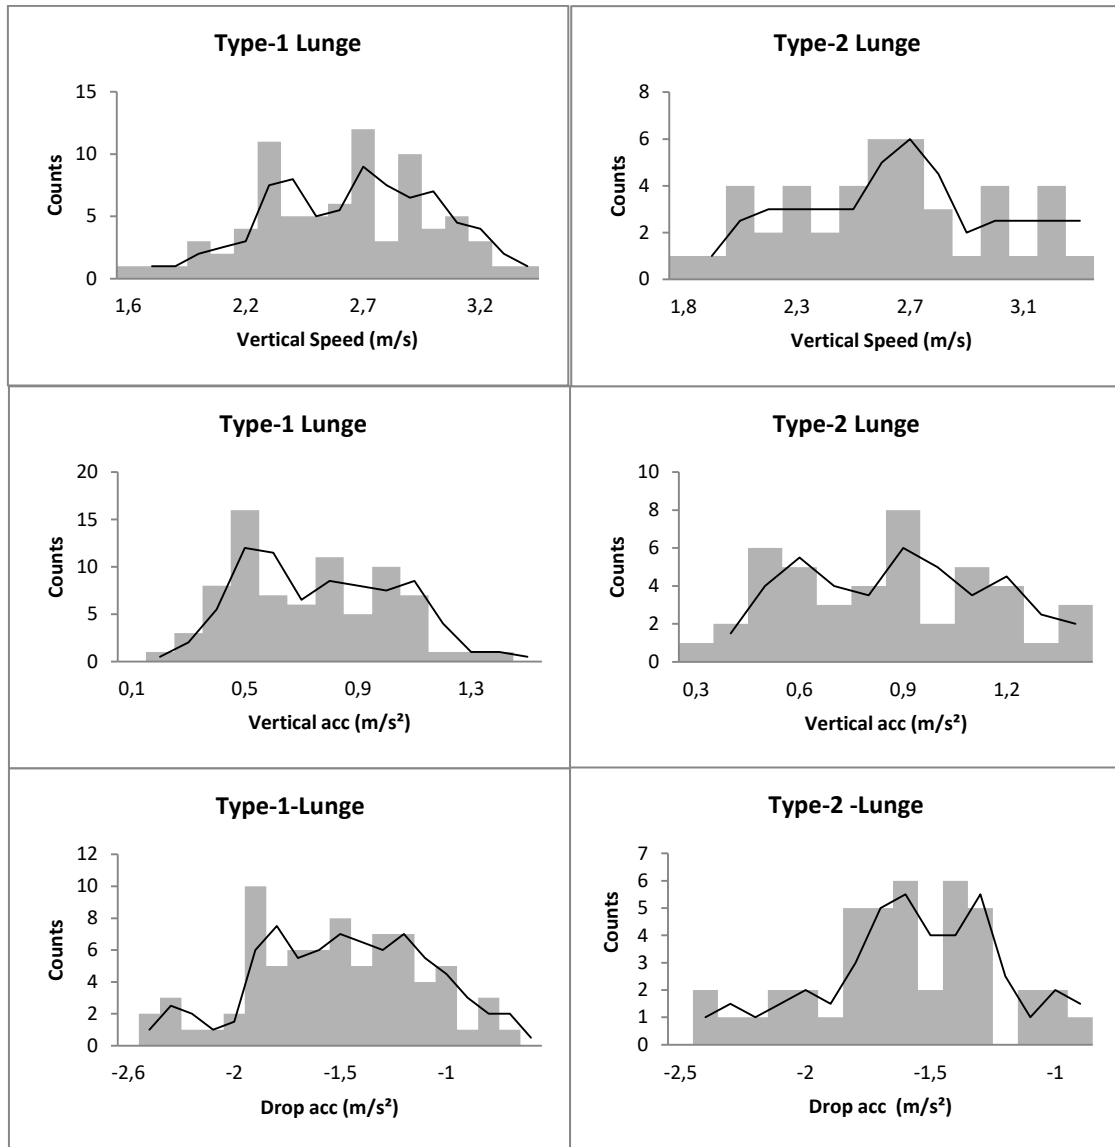 Type-1 Lunge
15
10
5
0
Counts
1,6 2,2 2,7 3,2
Vertical Speed (m/s)
Type-2 Lunge
8
6
4
2
0
Counts
1,8 2,3 2,7 3,1
Vertical Speed (m/s)
Type-1 Lunge
20
15
10
5
0
Counts
0,1 0,5 0,9 1,3
Vertical acc (m/s²)
Type-2 Lunge
10
8
6
4
2
0
Counts
0,3 0,6 0,9 1,2
Vertical acc (m/s²)
Type-1-Lunge
12
10
8
6
4
2
0
Counts
-2,6 -2 -1,5 -1
Drop acc (m/s²)
Type-2 -Lunge
7
6
5
4
3
2
1
0
Counts
-2,5 -2 -1,5 -1
Drop acc (m/s²)